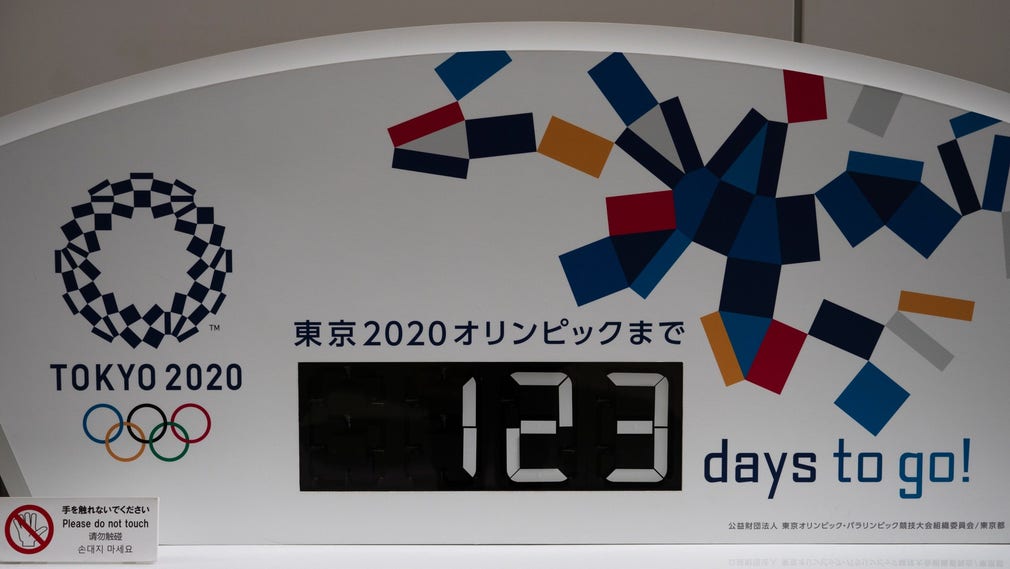 TM
TOKYO 2020
東京2020オリンピックまで
123
days to go!
公益財団法人 東京オリンピック・パラリンピック競技大会組織委員会/東京都
手を触れないでください
Please do not touch
请勿触碰
손대지 마세요